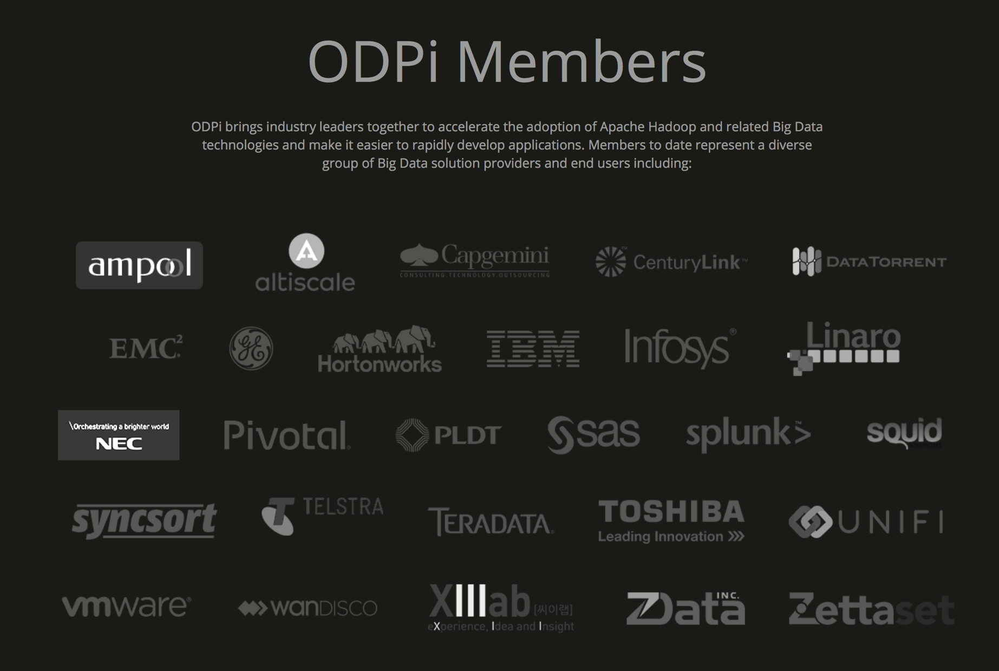 ODPi Members
ODPi brings industry leaders together to accelerate the adoption of Apache Hadoop and related Big Data
technologies and make it easier to rapidly develop applications. Members to date represent a diverse
group of Big Data solution providers and end users including:
ampool
altiscale
Capgemini
CONSULTING.TECHNOLOGY.OUTSOURCING
CenturyLink™
DATATORRENT
EMC²
GE
Hortonworks
IBM
Infosys®
Linaro
\Orchestrating a brighter world
NEC
Pivotal
PLDT
sas
splunk>™
squid
syncsort
T TELSTRA
TERADATA
TOSHIBA
Leading Innovation >>>
UNIFI
vmware®
wanDISCO
XIIIab [씨이랩]
eXperience, Idea and Insight
ZData INC.
Zettaset